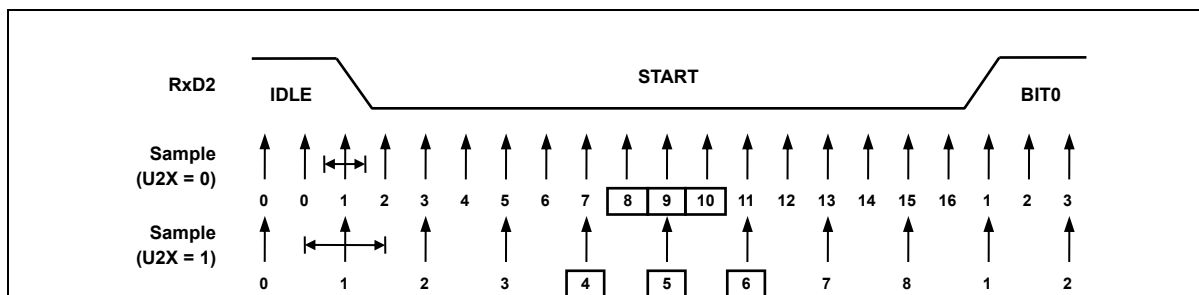 RxD2
IDLE
START
BIT0
Sample
(U2X = 0)
0 0 1 2 3 4 5 6 7 8 9 10 11 12 13 14 15 16 1 2 3
Sample
(U2X = 1)
0 1 2 3 4 5 6 7 8 1 2